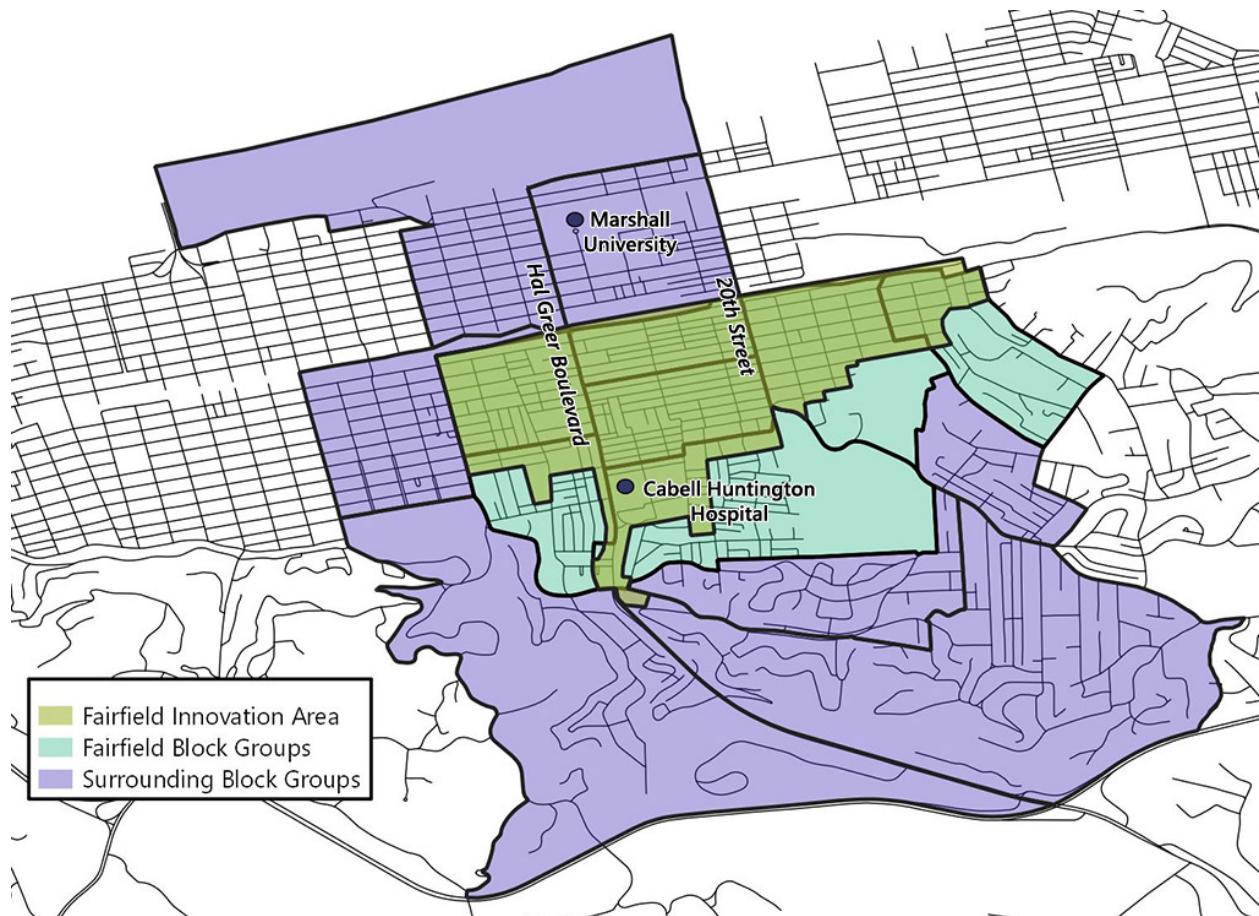 Marshall
University
Hal Greer Boulevard
20th Street
Cabell Huntington
Hospital
Fairfield Innovation Area
Fairfield Block Groups
Surrounding Block Groups